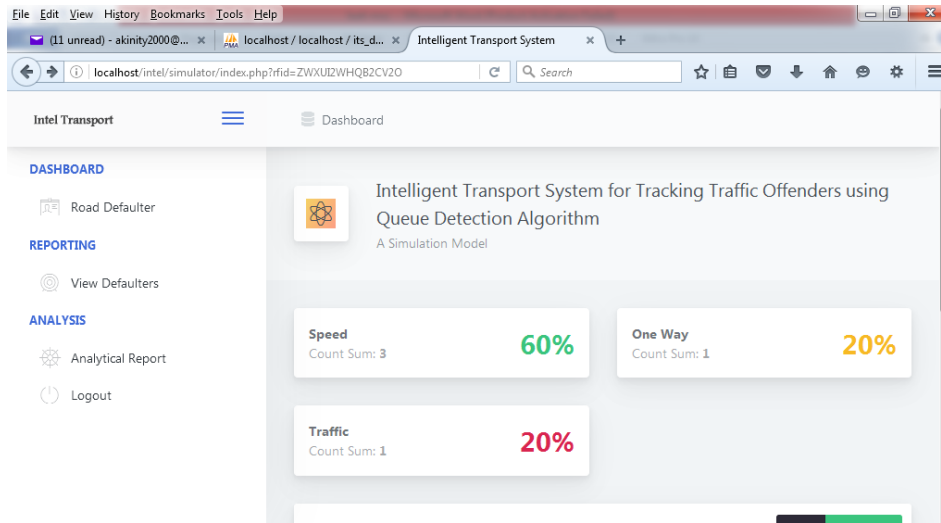 File Edit View History Bookmarks Tools Help
(11 unread) - akinity2000@... × localhost / localhost / its_d... × Intelligent Transport System × +
localhost/intel/simulator/index.php?rfid=ZWXUI2WHQB2CV2O Search
Intel Transport Dashboard
DASHBOARD
Road Defaulter
REPORTING
View Defaulters
ANALYSIS
Analytical Report
Logout
Intelligent Transport System for Tracking Traffic Offenders using
Queue Detection Algorithm
A Simulation Model
Speed
Count Sum: 3
60%
One Way
Count Sum: 1
20%
Traffic
Count Sum: 1
20%